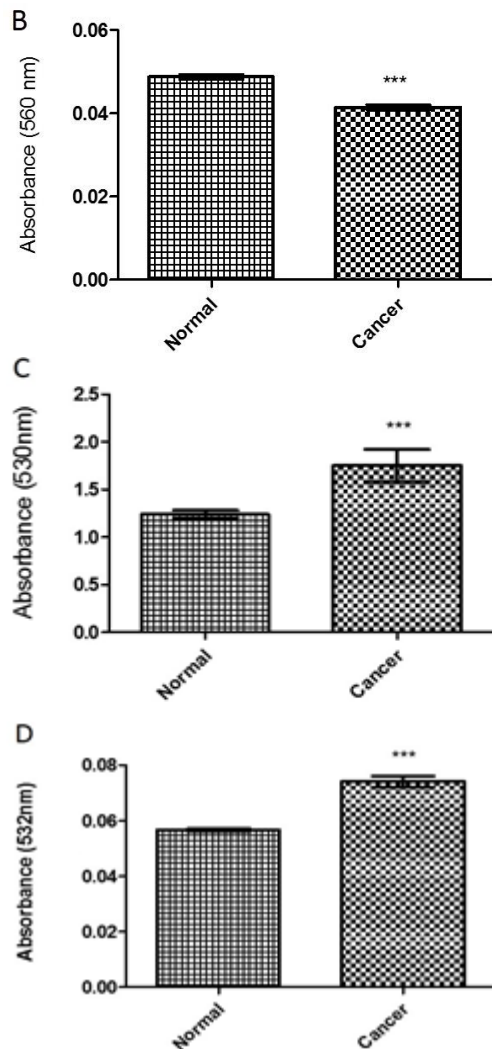 B
Absorbance (560 nm)
0.06
0.04
0.02
0.00
***
Normal
Cancer
C
Absorbance (530nm)
2.5
2.0
1.5
1.0
0.5
0.0
***
Normal
Cancer
D
Absorbance (532nm)
0.08
0.06
0.04
0.02
0.00
***
Normal
Cancer